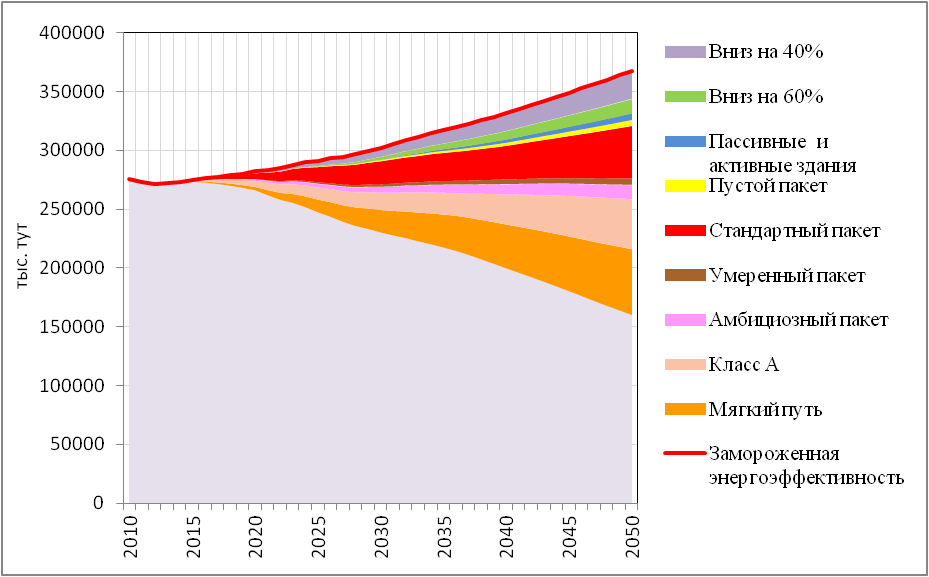 400000
350000
300000
250000
200000
150000
100000
50000
0
тыс. тут
2010
2015
2020
2025
2030
2035
2040
2045
2050
Вниз на 40%
Вниз на 60%
Пассивные и
активные здания
Пустой пакет
Стандартный пакет
Умеренный пакет
Амбициозный пакет
Класс А
Мягкий путь
Замороженная
энергоэффективность